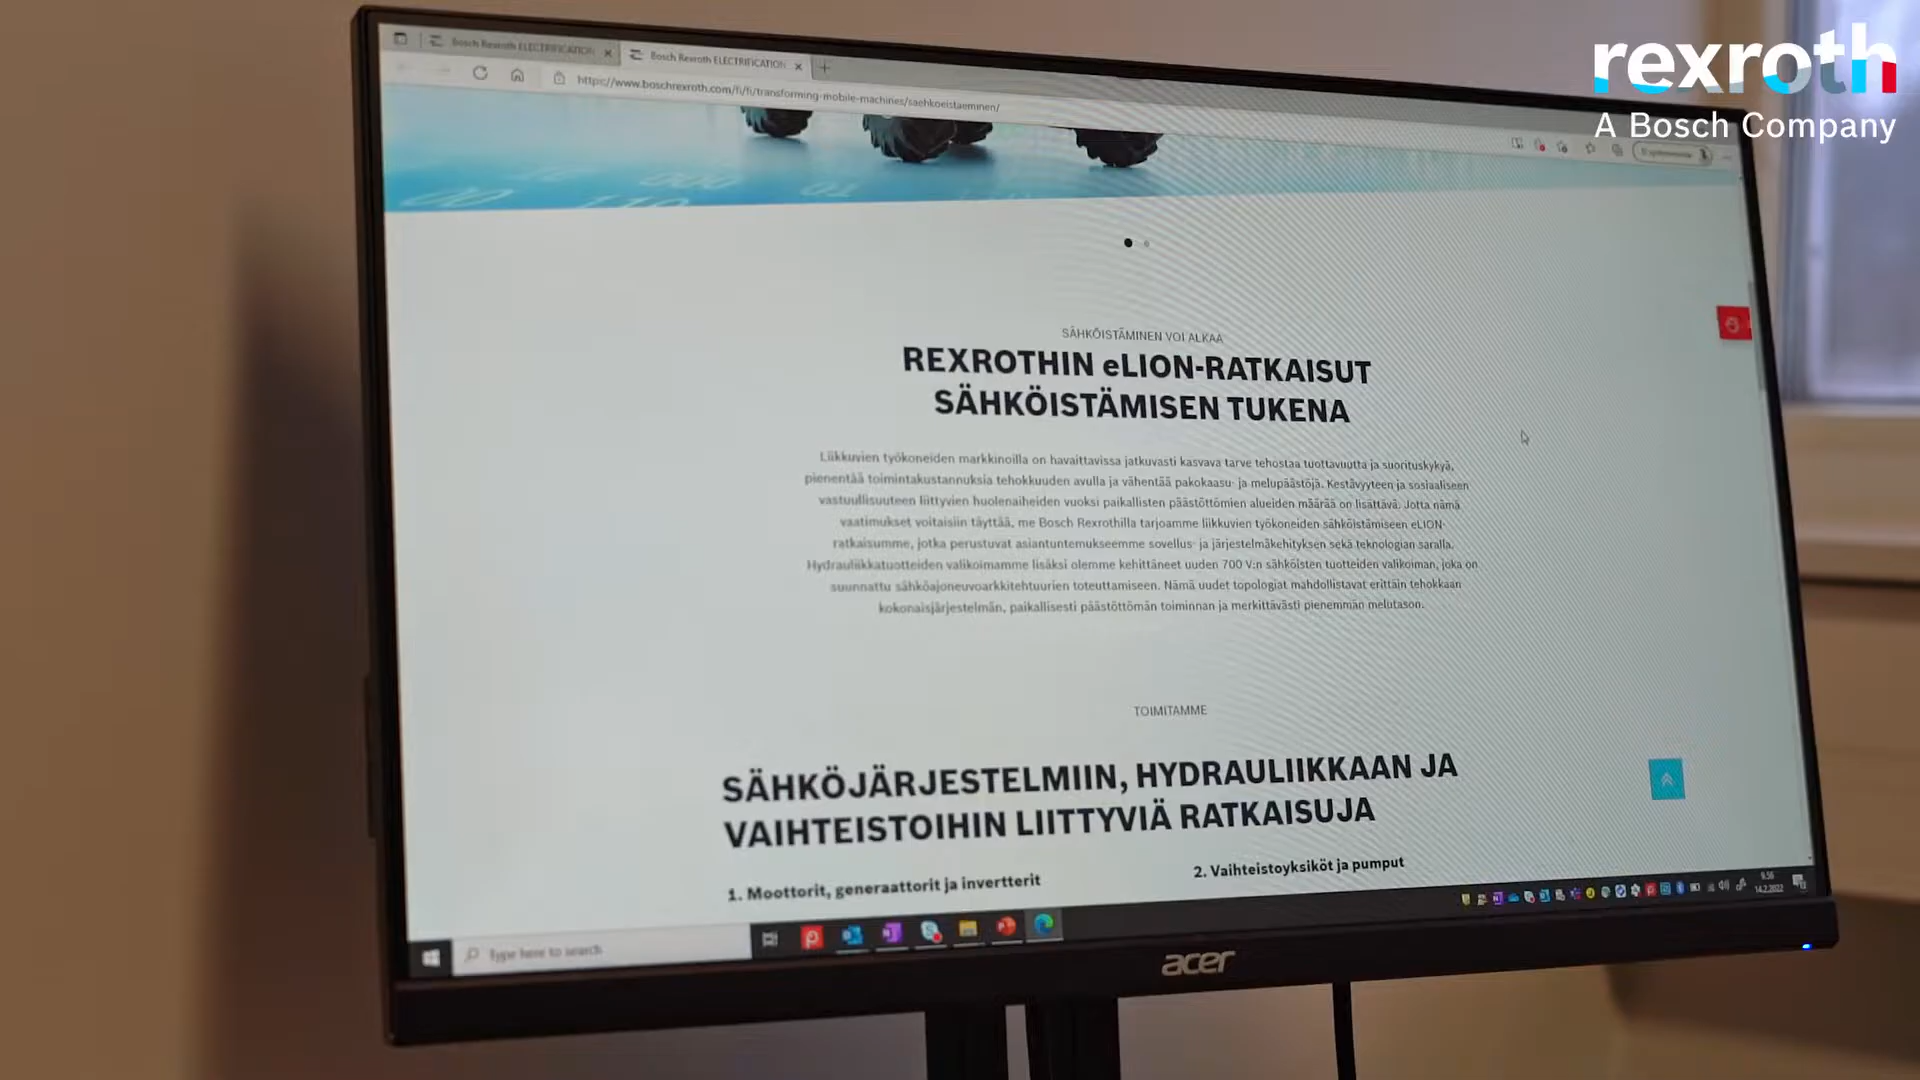 rexroth
A Bosch Company
Bosch Rexroth ELECTRIFICATION
Bosch Rexroth ELECTRIFICATION
https://www.boschrexroth.com/fi/fi/transforming-mobile-machines/saehkoeistaeminen/
01
SÄHKÖISTÄMINEN VOI ALKAA
REXROTHIN eLION-RATKAISUT
SÄHKÖISTÄMISEN TUKENA
Liikkuvien työkoneiden markkinoilla on havaittavissa jatkuvasti kasvava tarve tehostaa tuottavuutta ja suorituskykyä,
pienentää toimintakustannuksia tehokkuuden avulla ja vähentää pakokaasu- ja melupäästöjä. Kestävyyteen ja sosiaaliseen
vastuullisuuteen liittyvien huolenaiheiden vuoksi paikallisten päästöttömien alueiden määrää on lisättävä. Jotta nämä
vaatimukset voitaisiin täyttää, me Bosch Rexrothilla tarjoamme liikkuvien työkoneiden sähköistämiseen eLION-
ratkaisumme, jotka perustuvat asiantuntemukseemme sovellus- ja järjestelmäkehityksen sekä teknologian saralla.
Hydrauliikkatuotteiden valikoimamme lisäksi olemme kehittäneet uuden 700 V:n sähköisten tuotteiden valikoiman, joka on
suunnattu sähköajoneuvoarkkitehtuurien toteuttamiseen. Nämä uudet topologiat mahdollistavat erittäin tehokkaan
kokonaisjärjestelmän, paikallisesti päästöttömän toiminnan ja merkittävästi pienemmän melutason.
TOIMITAMME
SÄHKÖJÄRJESTELMIIN, HYDRAULIIKKAAN JA
VAIHTEISTOIHIN LIITTYVIÄ RATKAISUJA
1. Moottorit, generaattorit ja invertterit
2. Vaihteistoyksiköt ja pumput
Type here to search
9.56
14.2.2022
acer